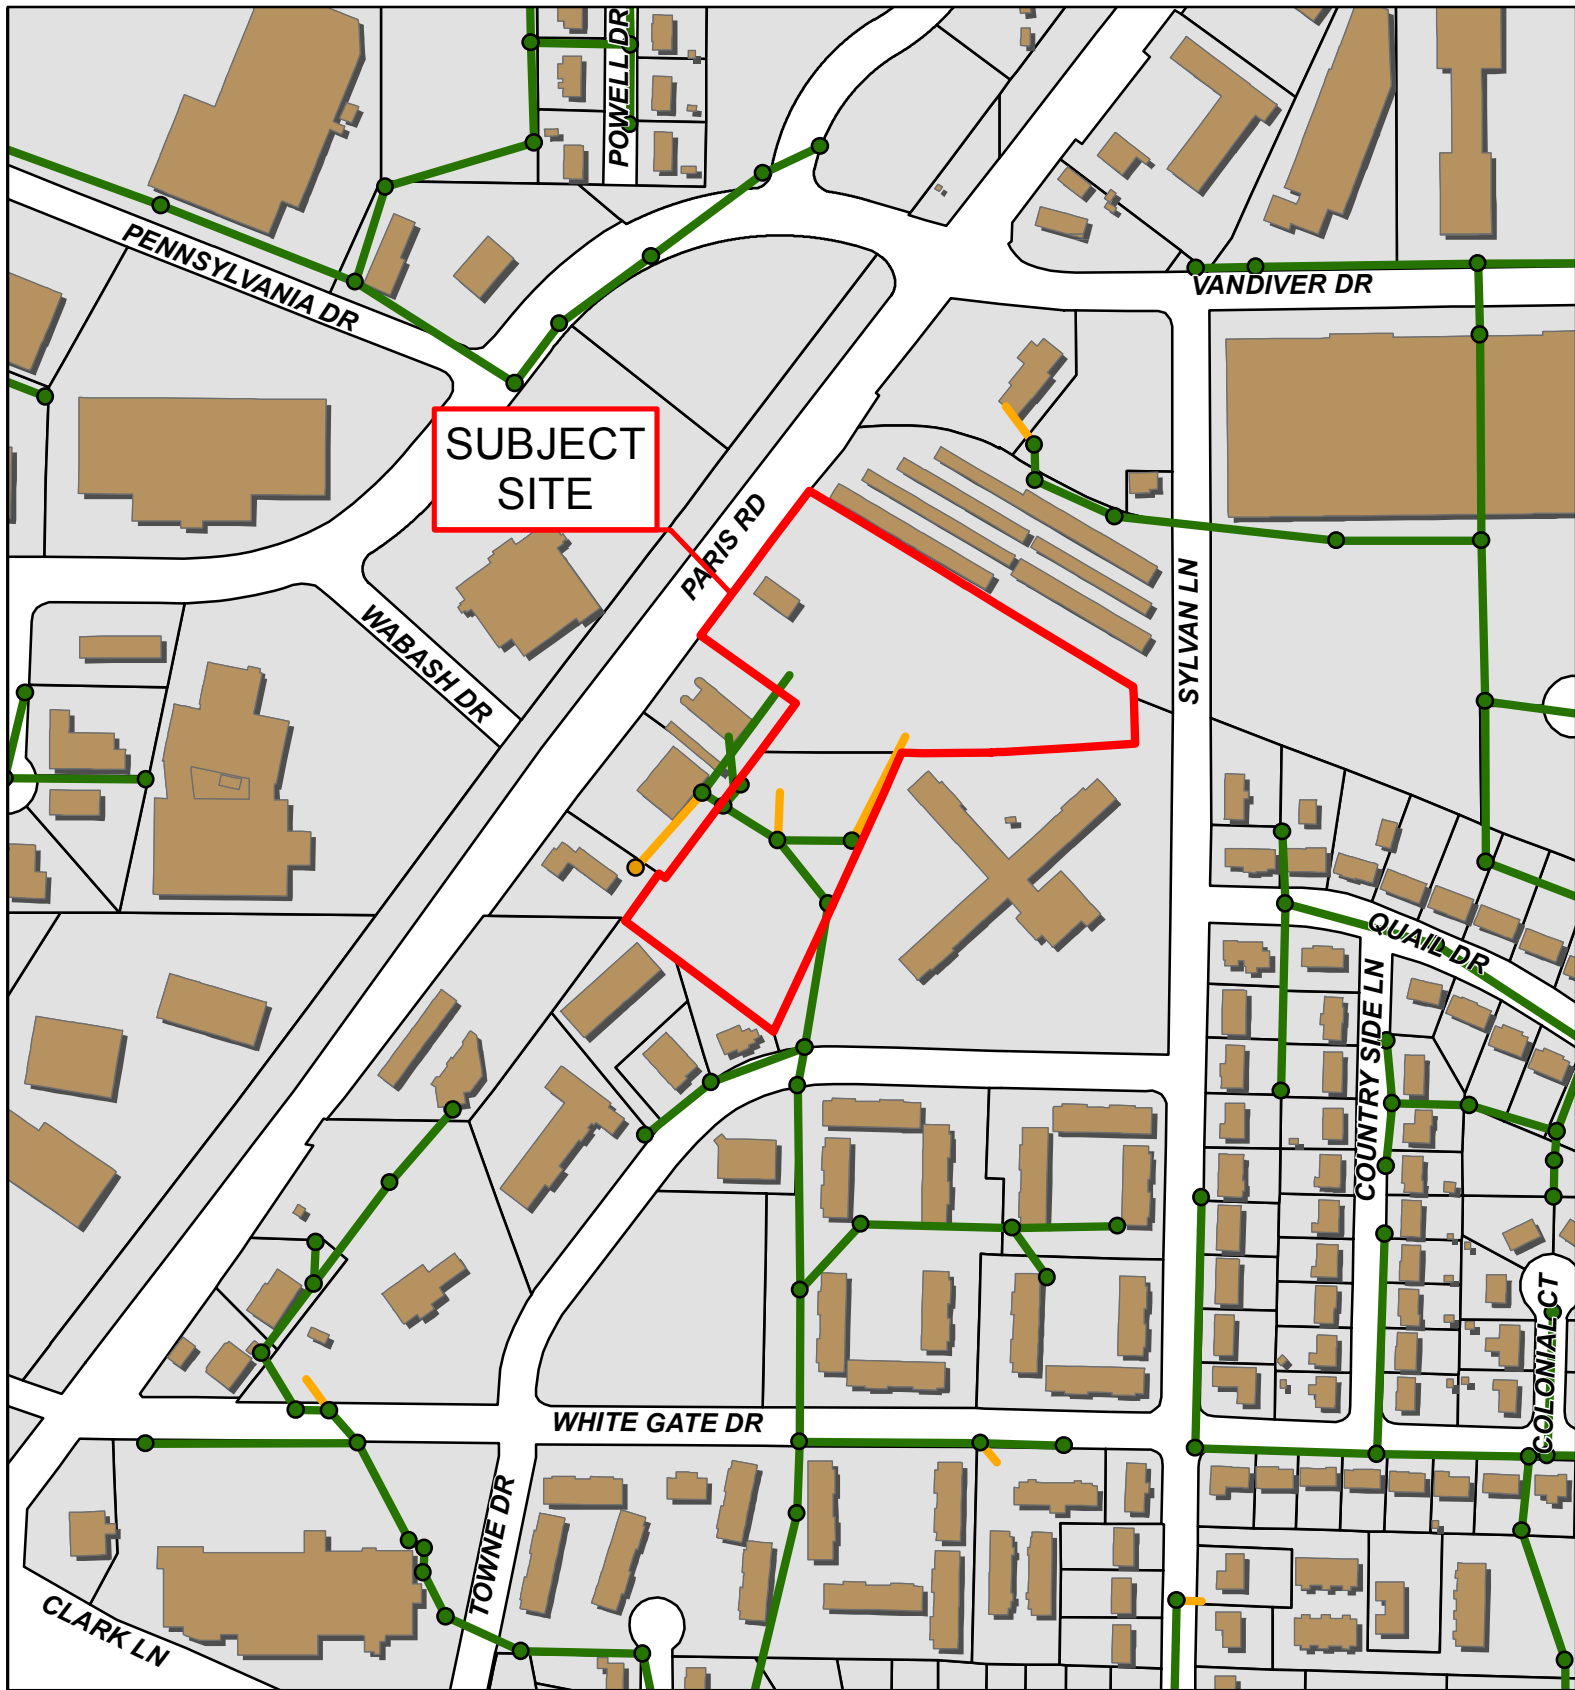 POWELL DR
PENNSYLVANIA DR
VANDIVER DR
SUBJECT
SITE
PARIS RD
SYLVAN LN
WABASH DR
QUAIL DR
COUNTRY SIDE LN
COLONIAL CT
WHITE GATE DR
TOWNE DR
CLARK LN